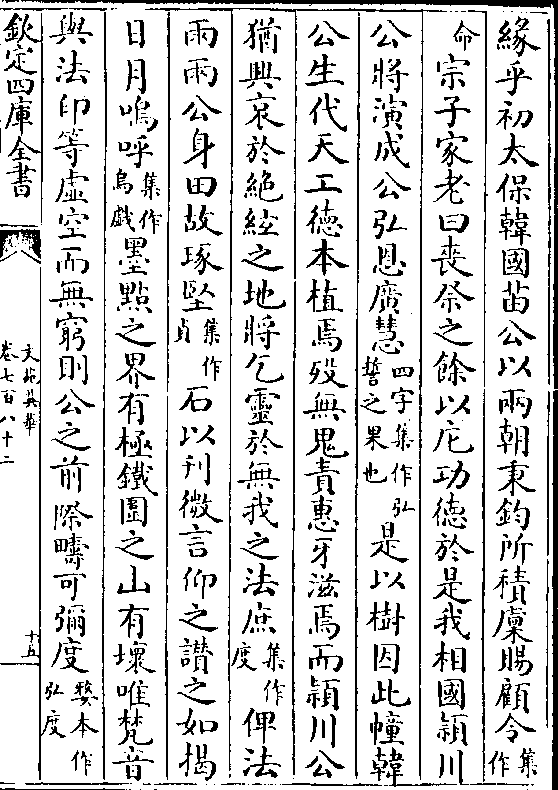 緣乎初太保韓國苗公以兩朝秉鈞所積廩賜顧令集作
命宗子家老曰喪祭之餘以庀功德於是我相國潁川
公將演成公弘恩廣慧四字集作弘誓之果也是以樹因此幢韓
公生代天工德本植焉歿無鬼責惠牙滋焉而潁川公
猶興哀於絶絃之地將乞靈於無我之法庶集作度俾法
雨雨公身田故琢堅集作貞石以刊微言仰之讃之如揭
日月嗚呼集作烏戱墨點之界有極鐵圍之山有壞唯梵音
與法印等虚空而無窮則公之前際疇可彌度㛃本作弘度
欽定四庫全書
文苑英華
卷七百八十二
十五